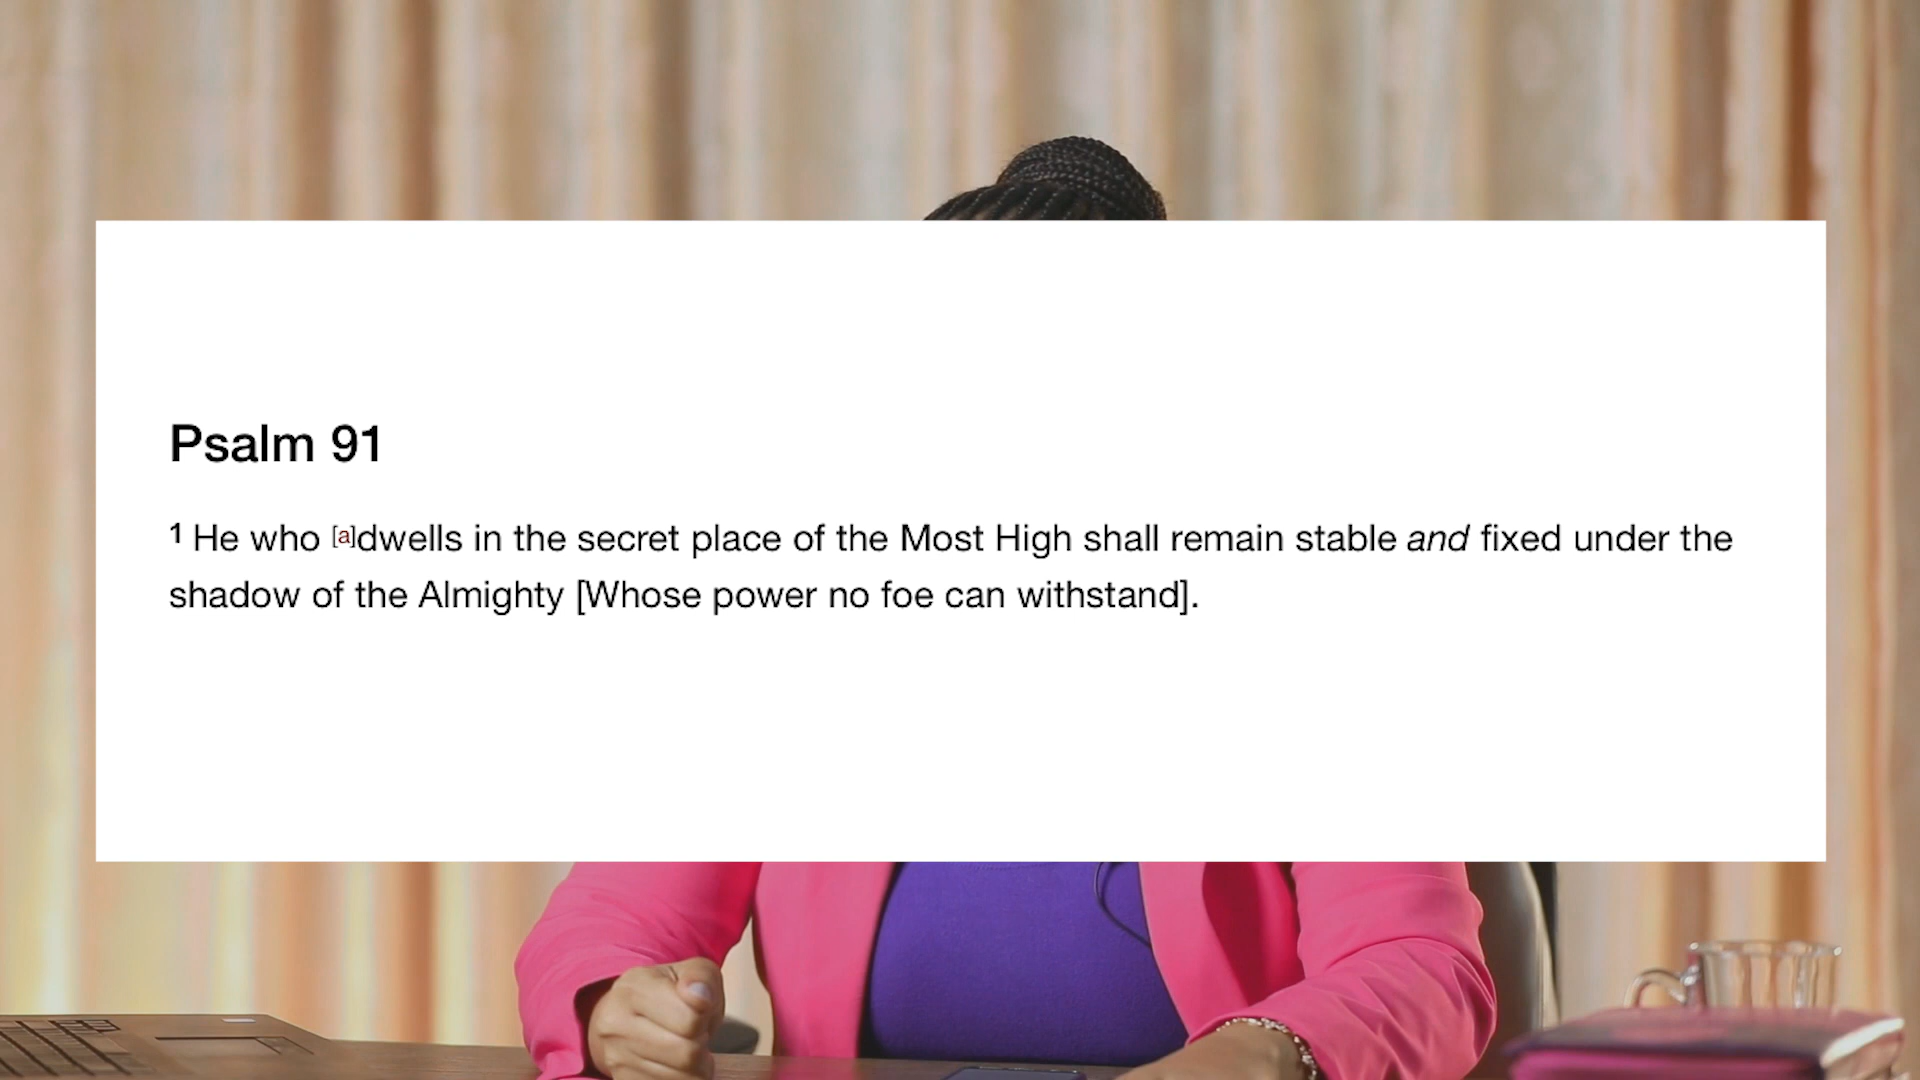 Psalm 91
1 He who [a]dwells in the secret place of the Most High shall remain stable and fixed under the
shadow of the Almighty [Whose power no foe can withstand].